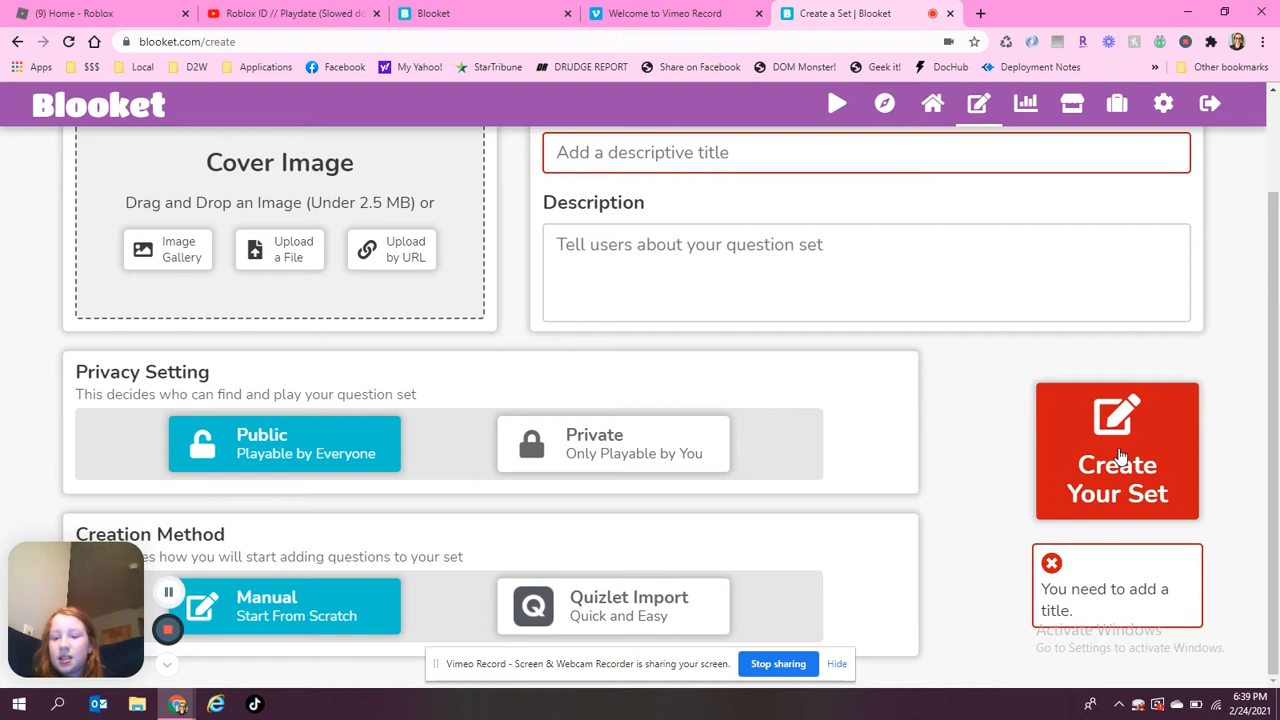 (9) Home - Roblox
Roblox ID // Playdate (Slowed do
Blooket
Welcome to Vimeo Record
Create a Set | Blooket
blooket.com/create
Apps
$$$
Local
D2W
Applications
Facebook
My Yahoo!
StarTribune
DRUDGE REPORT
Share on Facebook
DOM Monster!
Geek it!
DocHub
Deployment Notes
»
Other bookmarks
Blooket
Cover Image
Drag and Drop an Image (Under 2.5 MB) or
Image
Gallery
Upload
a File
Upload
by URL
Add a descriptive title
Description
Tell users about your question set
Privacy Setting
This decides who can find and play your question set
Public
Playable by Everyone
Private
Only Playable by You
Creation Method
es how you will start adding questions to your set
Manual
Start From Scratch
Q
Quizlet Import
Quick and Easy
Create
Your Set
You need to add a
title.
Activate Windows
Go to Settings to activate Windows.
Vimeo Record - Screen & Webcam Recorder is sharing your screen.
Stop sharing
Hide
6:39 PM
2/24/2021